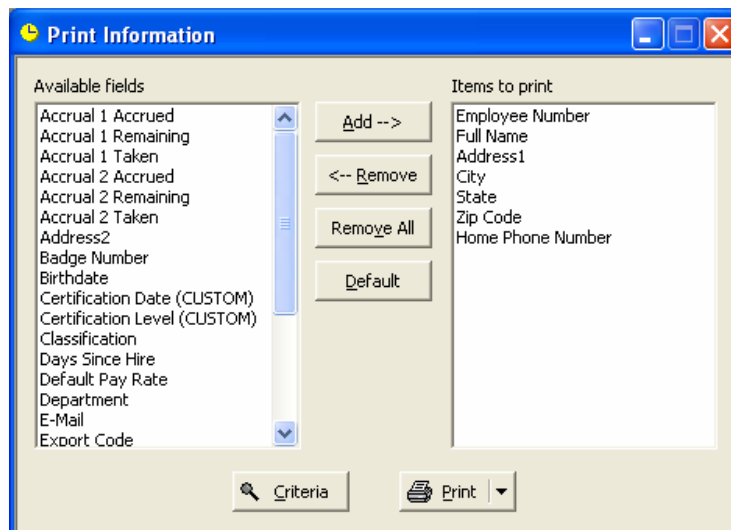 Print Information
Available fields
Accrual 1 Accrued
Accrual 1 Remaining
Accrual 1 Taken
Accrual 2 Accrued
Accrual 2 Remaining
Accrual 2 Taken
Address2
Badge Number
Birthdate
Certification Date (CUSTOM)
Certification Level (CUSTOM)
Classification
Days Since Hire
Default Pay Rate
Department
E-Mail
Export Code
Add -->
<-- Remove
Remove All
Default
Items to print
Employee Number
Full Name
Address1
City
State
Zip Code
Home Phone Number
Criteria
Print